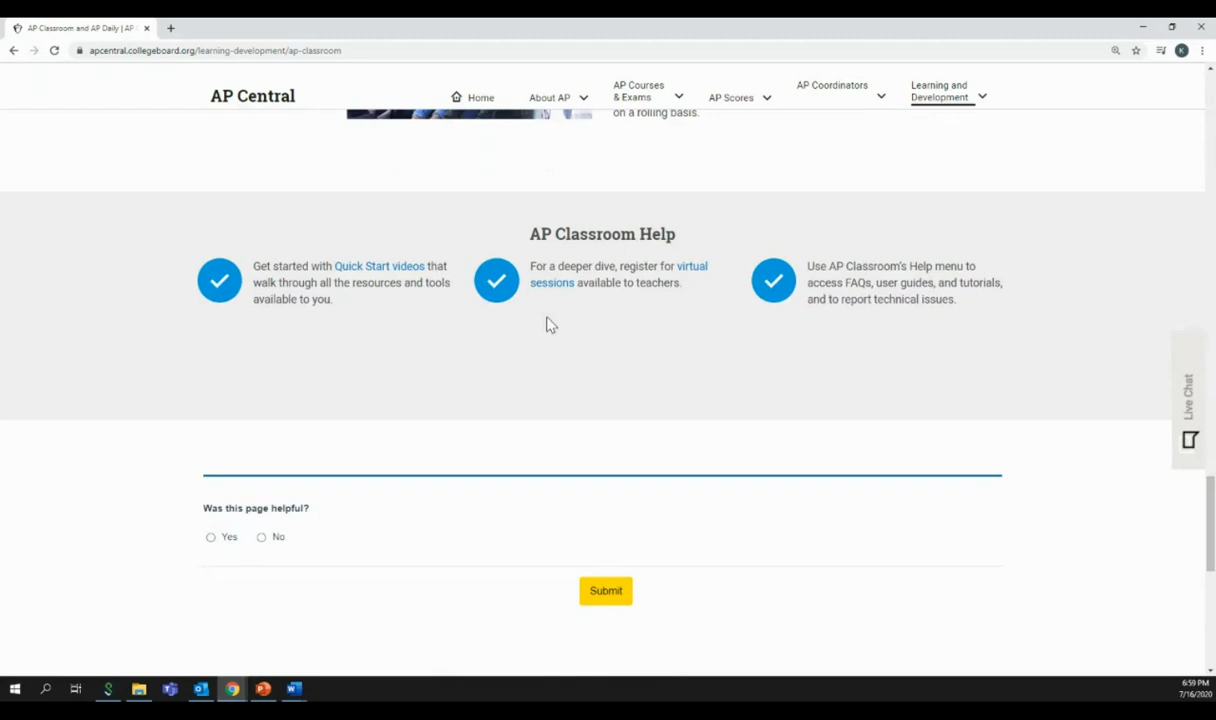 AP Classroom and AP Daily | AP
apcentral.collegeboard.org/learning-development/ap-classroom
K
AP Central
Home
About AP
AP Courses
& Exams
AP Scores
AP Coordinators
Learning and
Development
on a rolling basis.
AP Classroom Help
Get started with Quick Start videos that
walk through all the resources and tools
available to you.
For a deeper dive, register for virtual
sessions available to teachers.
Use AP Classroom's Help menu to
access FAQs, user guides, and tutorials,
and to report technical issues.
Live Chat
Was this page helpful?
Yes
No
Submit
6:59 PM
7/16/2020